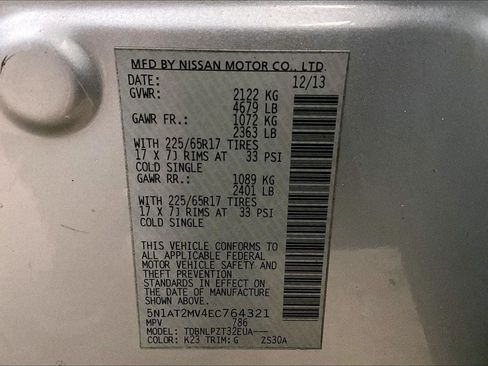 MFD BY NISSAN MOTOR CO., LTD.
DATE: 12/13
GVWR: 2122 KG
4679 LB
GAWR FR.: 1072 KG
2363 LB
WITH 225/65R17 TIRES
17 X 7J RIMS AT 33 PSI
COLD SINGLE
GAWR RR.: 1089 KG
2401 LB
WITH 225/65R17 TIRES
17 X 7J RIMS AT 33 PSI
COLD SINGLE
THIS VEHICLE CONFORMS TO
ALL APPLICABLE FEDERAL
MOTOR VEHICLE SAFETY AND
THEFT PREVENTION
STANDARDS IN EFFECT ON
THE DATE OF MANUFACTURE
SHOWN ABOVE.
5N1AT2MV4EC764321
MPV 786
MODEL: TDBNLPZT32EUA---
COLOR: K23 TRIM: G ZS30A